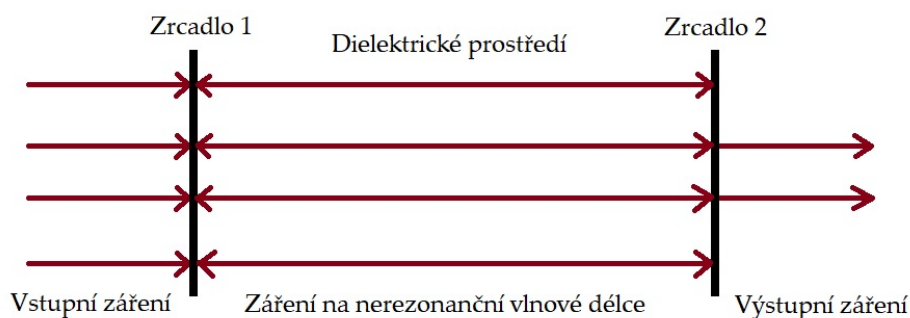 Zrcadlo 1
Dielektrické prostředí
Zrcadlo 2
Vstupní záření
Záření na nerezonanční vlnové délce
Výstupní záření